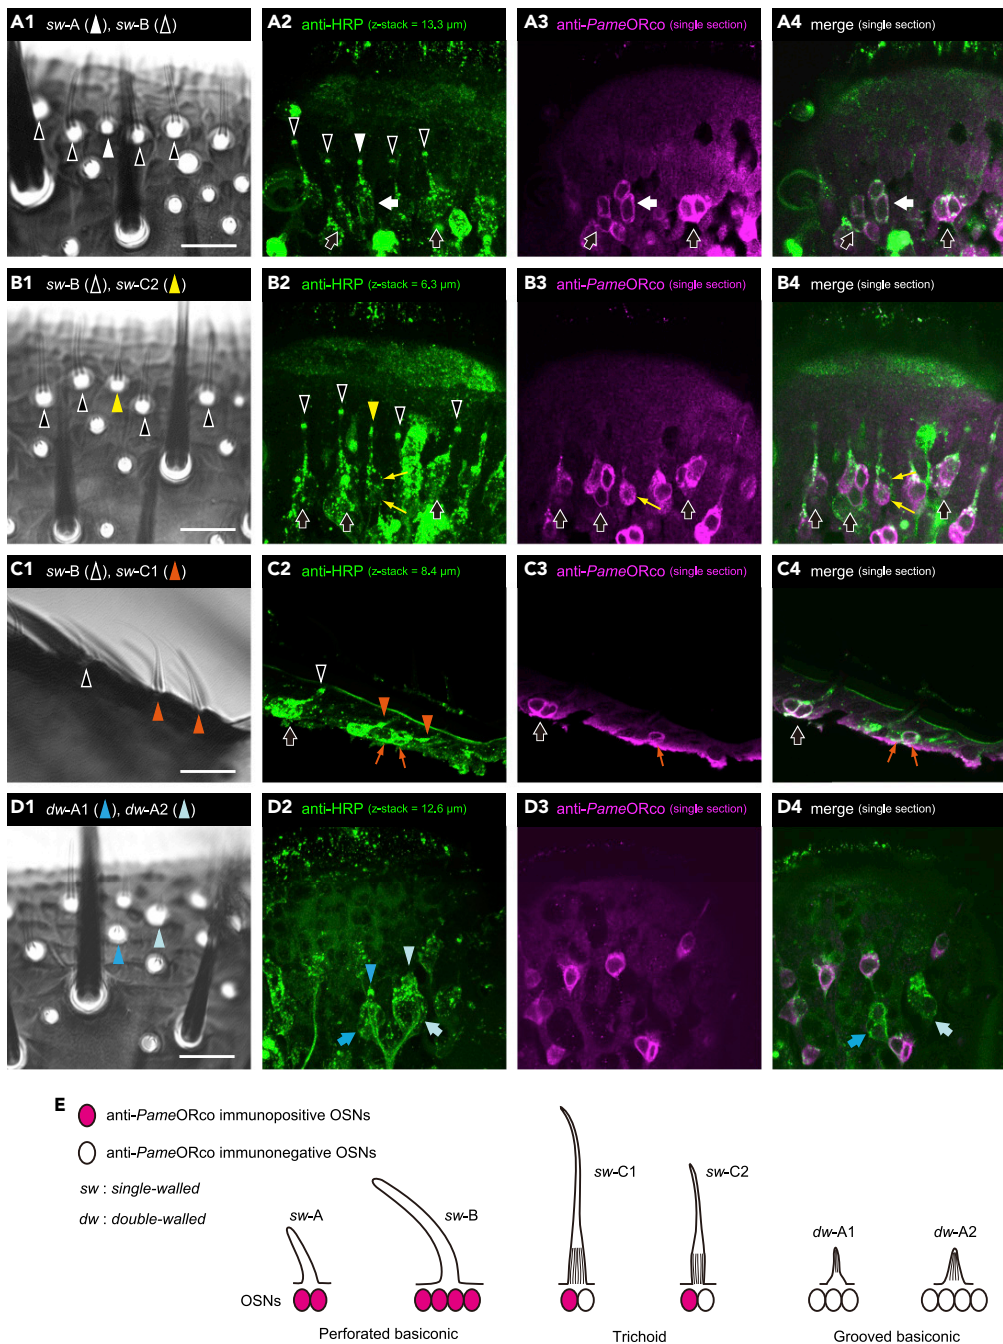 A1 sw-A (▲), sw-B (△)
A2 anti-HRP (z-stack = 13.3 µm)
A3 anti-PameORco (single section)
A4 merge (single section)
B1 sw-B (△), sw-C2 (▲)
B2 anti-HRP (z-stack = 6.3 µm)
B3 anti-PameORco (single section)
B4 merge (single section)
C1 sw-B (△), sw-C1 (▲)
C2 anti-HRP (z-stack = 8.4 µm)
C3 anti-PameORco (single section)
C4 merge (single section)
D1 dw-A1 (▲), dw-A2 (▲)
D2 anti-HRP (z-stack = 12.6 µm)
D3 anti-PameORco (single section)
D4 merge (single section)
E
anti-PameORco immunopositive OSNs
anti-PameORco immunonegative OSNs
sw : single-walled
dw : double-walled
sw-A
sw-B
sw-C1
sw-C2
dw-A1
dw-A2
OSNs
Perforated basiconic
Trichoid
Grooved basiconic